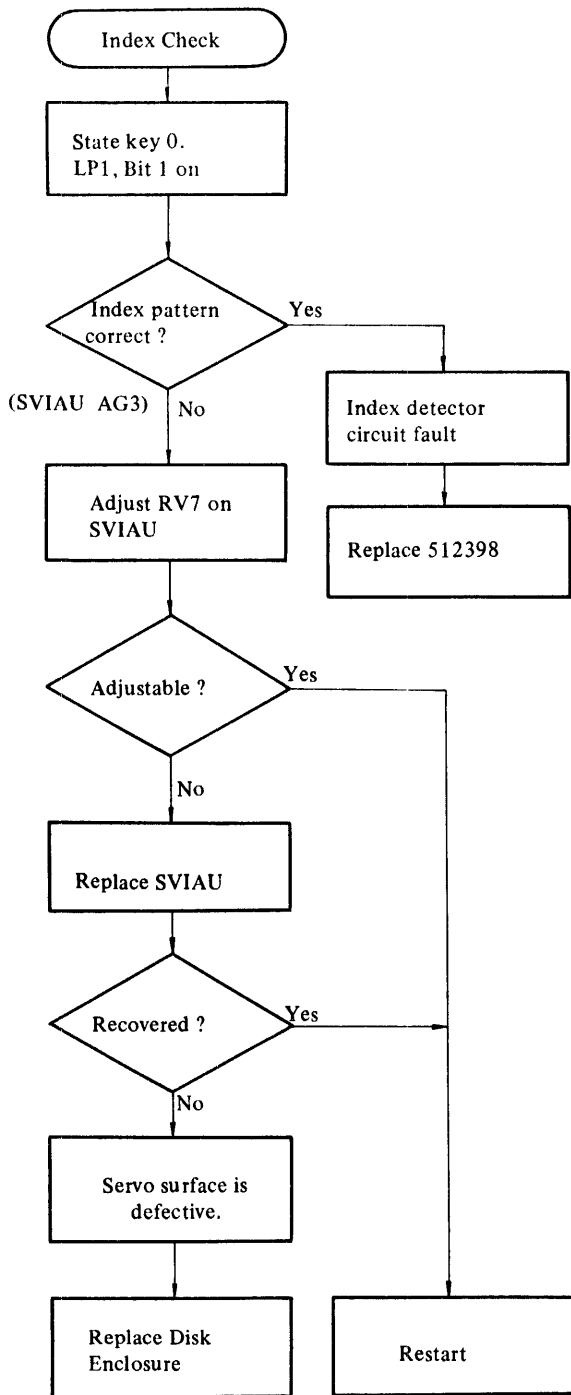 Index Check
State key 0.
LP1, Bit 1 on
Index pattern
correct ?
Yes
(SVIAU AG3)
No
Index detector
circuit fault
Adjust RV7 on
SVIAU
Replace 512398
Adjustable ?
Yes
No
Replace SVIAU
Recovered ?
Yes
No
Servo surface is
defective.
Replace Disk
Enclosure
Restart